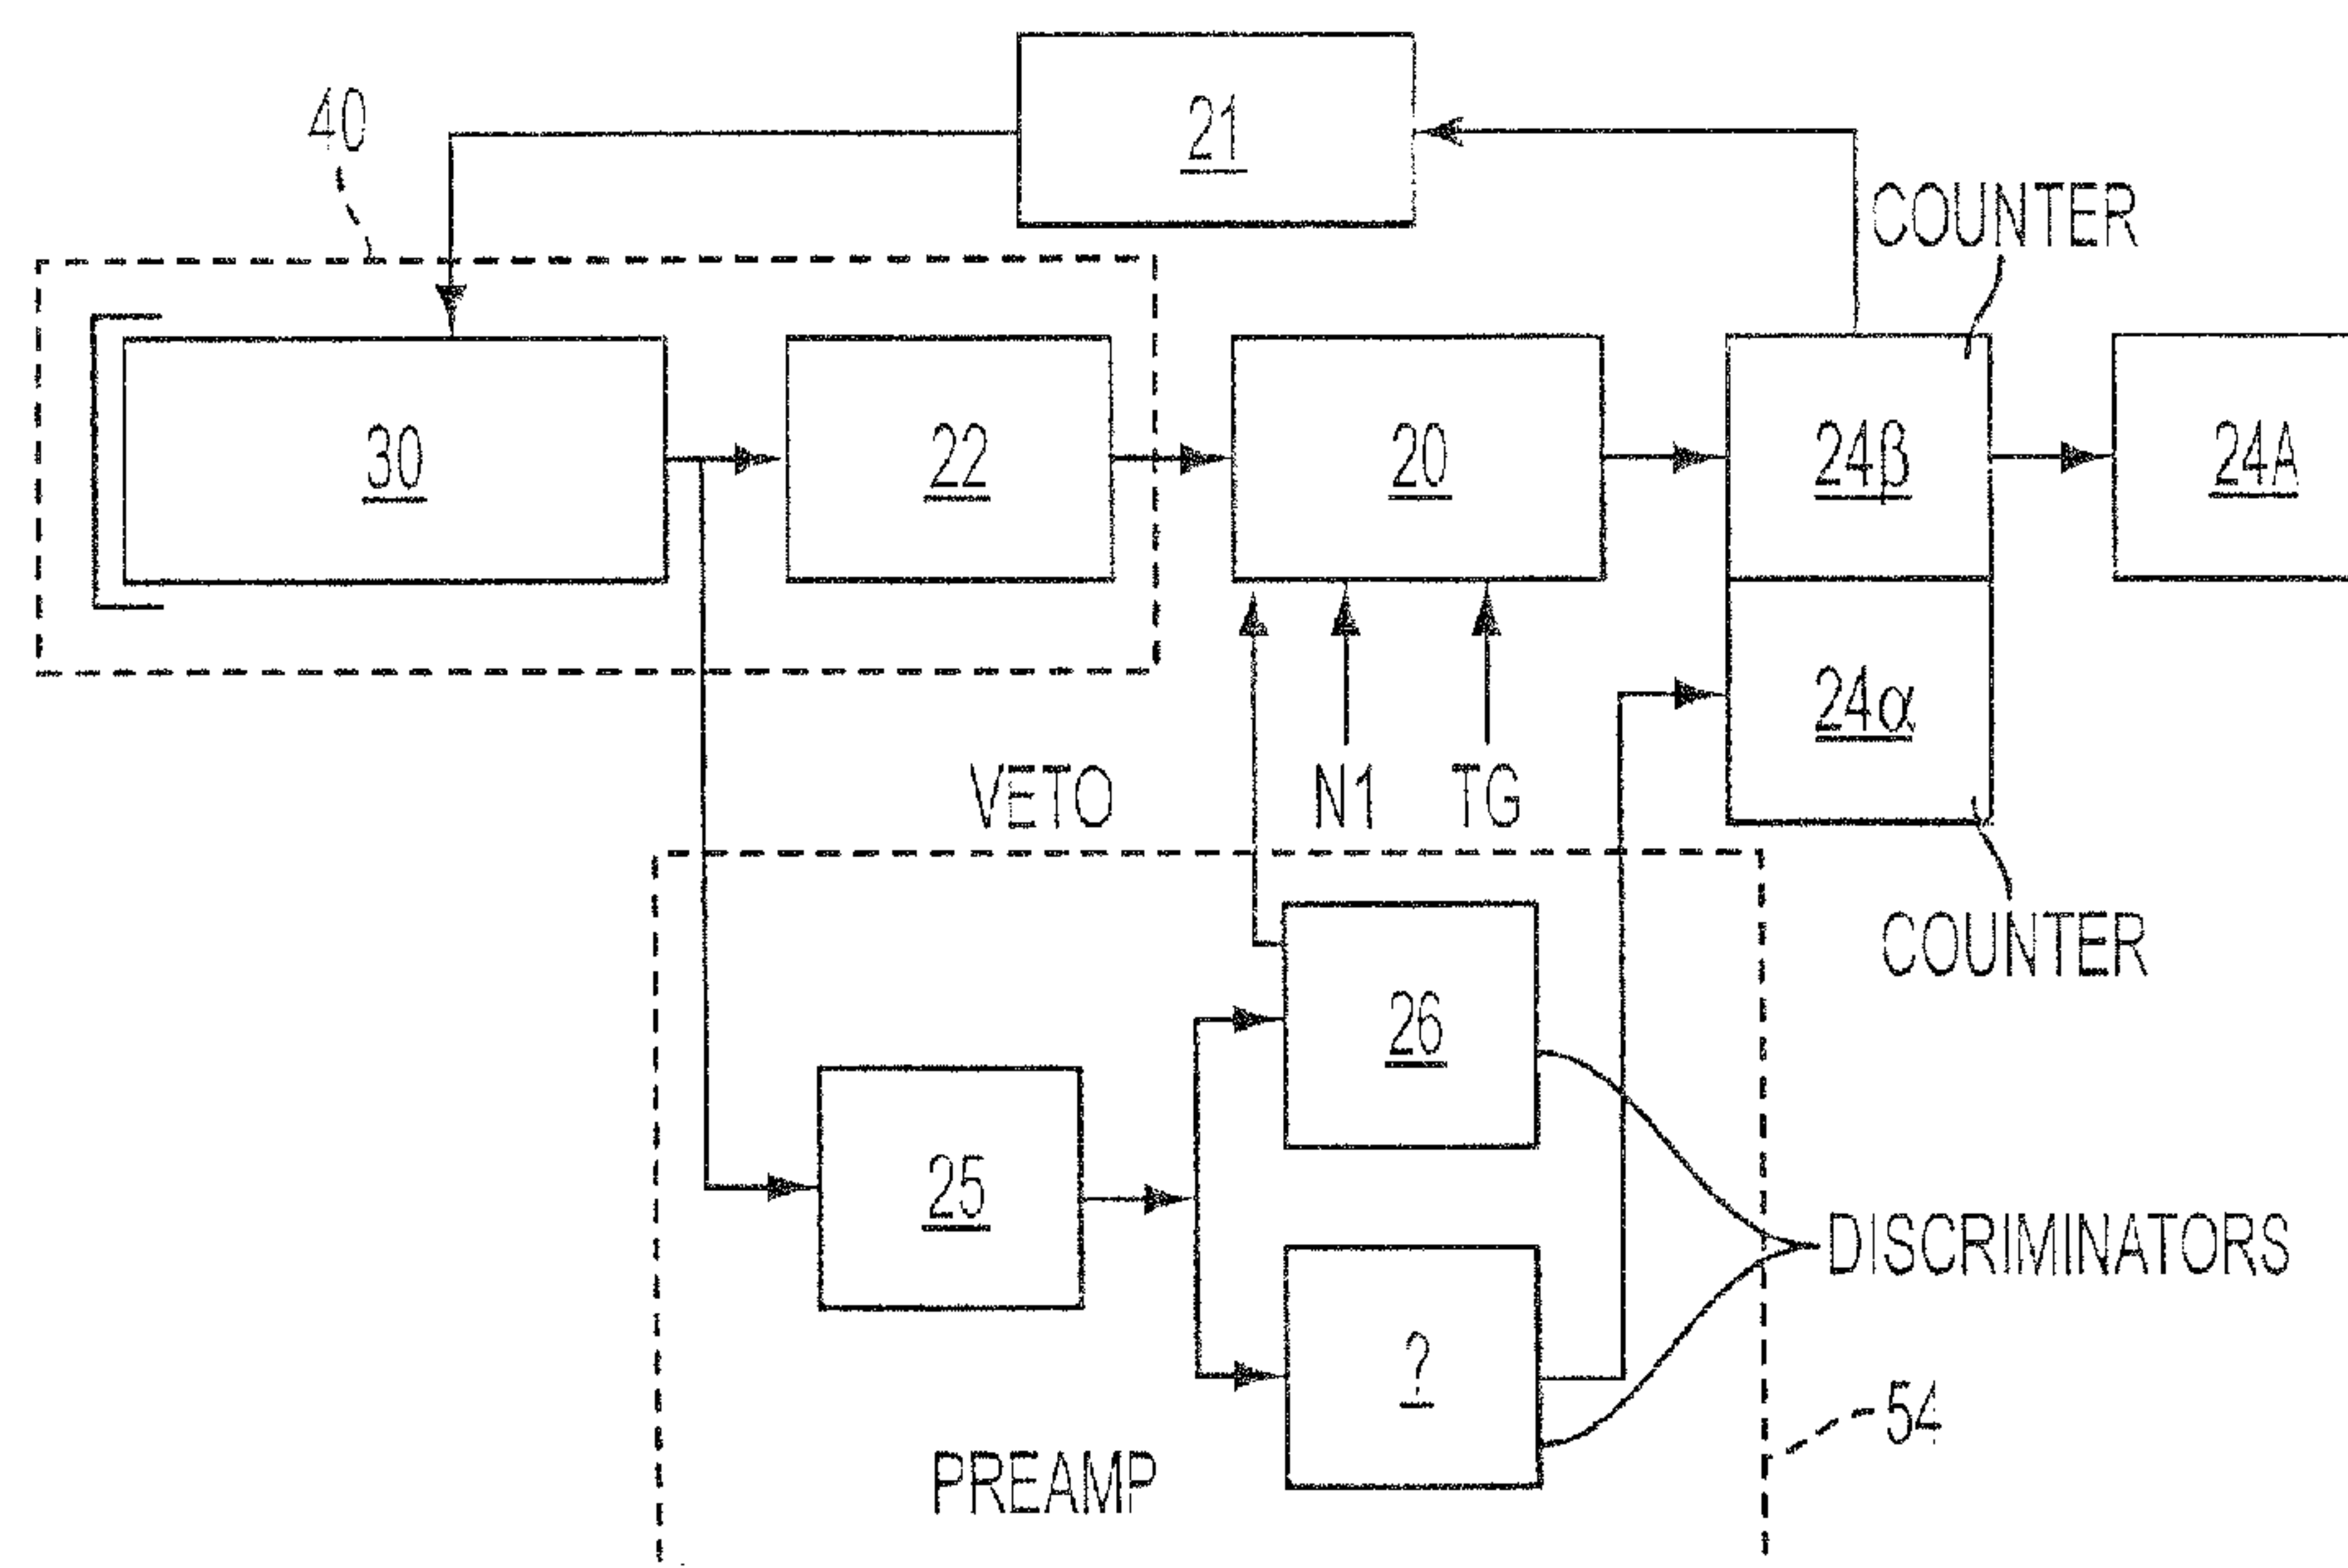 21
40
COUNTER
30
22
20
24β
24A
24α
VETO
N1
TG
COUNTER
26
25
DISCRIMINATORS
?
54
PREAMP